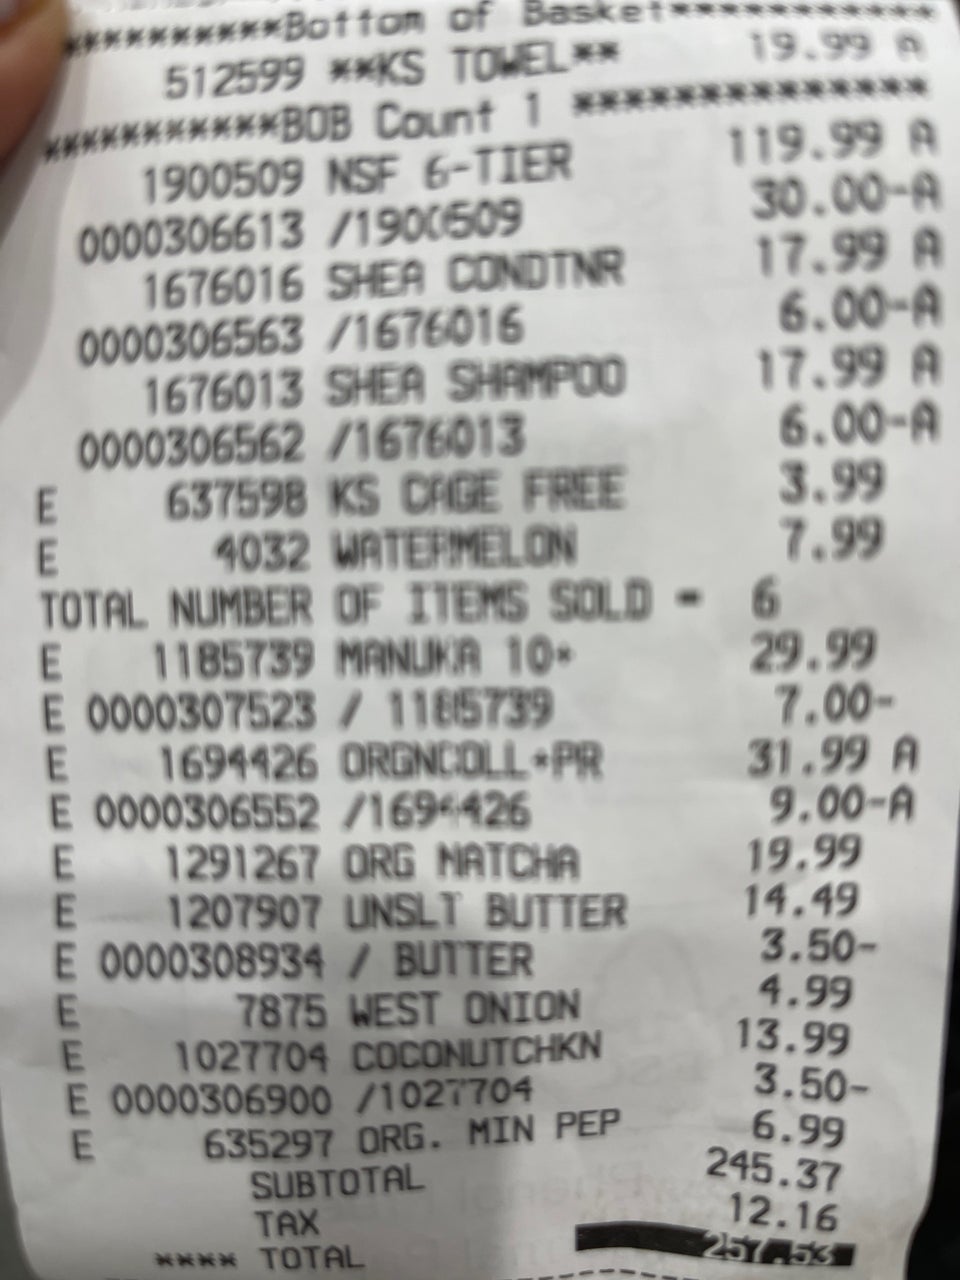 **********Bottom of Basket************
512599 **KS TOWEL** 19.99 A
***********BOB Count 1 ***************
1900509 NSF 6-TIER 119.99 A
0000306613 /1900509 30.00-A
1676016 SHEA CONDTNR 17.99 A
0000306563 /1676016 6.00-A
1676013 SHEA SHAMPOO 17.99 A
0000306562 /1676013 6.00-A
E 637598 KS CAGE FREE 3.99
E 4032 WATERMELON 7.99
TOTAL NUMBER OF ITEMS SOLD = 6
E 1185739 MANUKA 10* 29.99
E 0000307523 / 1185739 7.00-
E 1694426 ORGNCOLL*PR 31.99 A
E 0000306552 /1694426 9.00-A
E 1291267 ORG MATCHA 19.99
E 1207907 UNSLT BUTTER 14.49
E 0000308934 / BUTTER 3.50-
E 7875 WEST ONION 4.99
E 1027704 COCONUTCHKN 13.99
E 0000306900 /1027704 3.50-
E 635297 ORG. MIN PEP 6.99
SUBTOTAL 245.37
TAX 12.16
**** TOTAL 257.53